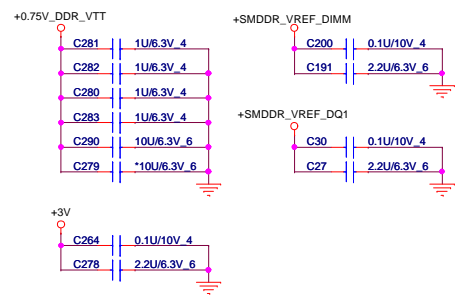 +0.75V_DDR_VTT
C281 1U/6.3V_4
C282 1U/6.3V_4
C280 1U/6.3V_4
C283 1U/6.3V_4
C290 10U/6.3V_6
C279 *10U/6.3V_6
+SMDDR_VREF_DIMM
C200 0.1U/10V_4
C191 2.2U/6.3V_6
+SMDDR_VREF_DQ1
C30 0.1U/10V_4
C27 2.2U/6.3V_6
+3V
C264 0.1U/10V_4
C278 2.2U/6.3V_6